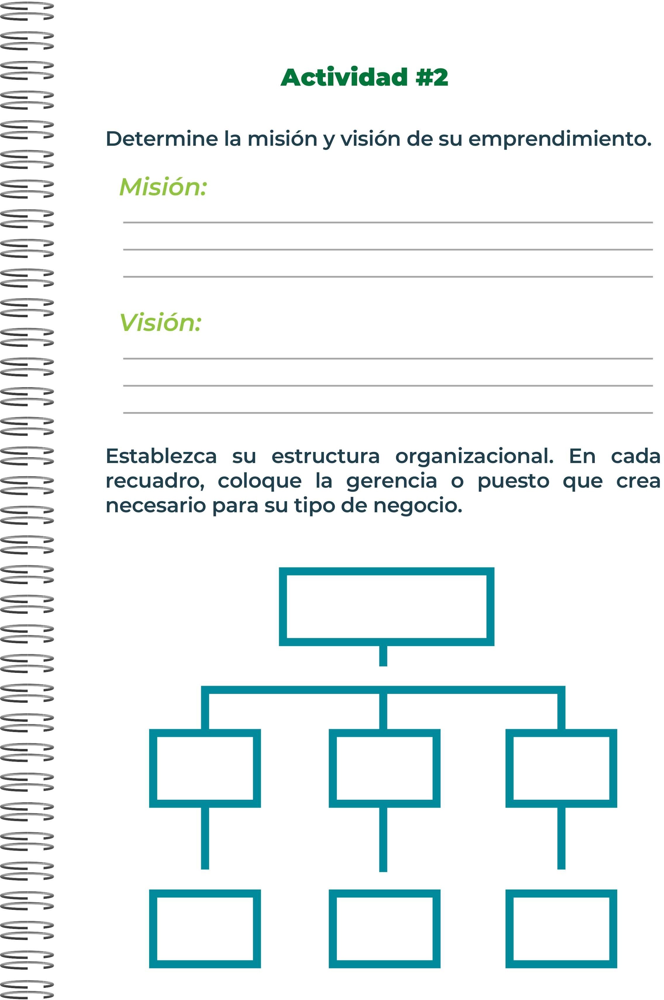 Actividad #2
Determine la misión y visión de su emprendimiento.
Misión:
Visión:
Establezca su estructura organizacional. En cada
recuadro, coloque la gerencia o puesto que crea
necesario para su tipo de negocio.